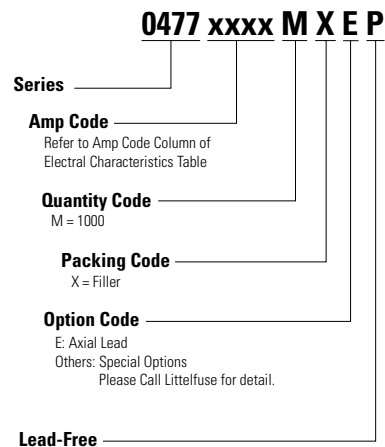 0477 xxxx M X E P
Series
Amp Code
Refer to Amp Code Column of
Electral Characteristics Table
Quantity Code
M = 1000
Packing Code
X = Filler
Option Code
E: Axial Lead
Others: Special Options
Please Call Littelfuse for detail.
Lead-Free